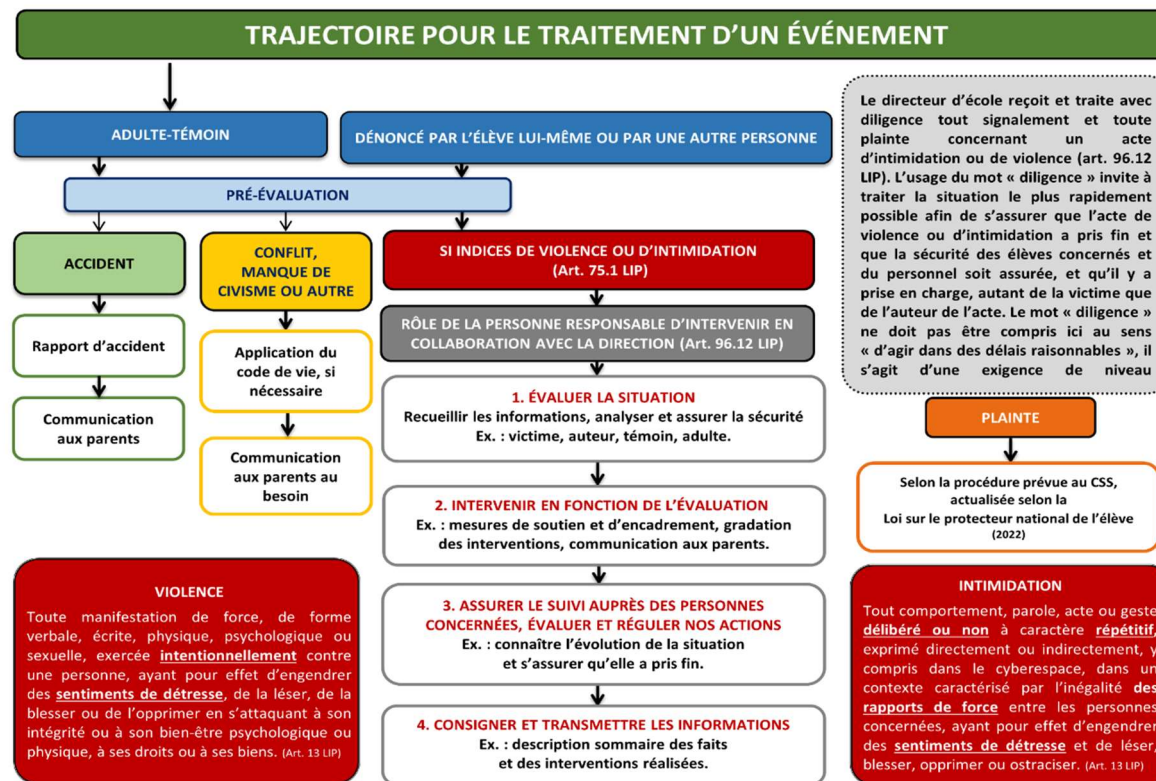 TRAJECTOIRE POUR LE TRAITEMENT D'UN ÉVÉNEMENT
ADULTE-TÉMOIN
DÉNONCÉ PAR L'ÉLÈVE LUI-MÊME OU PAR UNE AUTRE PERSONNE
PRÉ-ÉVALUATION
ACCIDENT
Rapport d'accident
Communication
aux parents
CONFLIT,
MANQUE DE
CIVISME OU AUTRE
Application du
code de vie, si
nécessaire
Communication
aux parents au
besoin
SI INDICES DE VIOLENCE OU D'INTIMIDATION
(Art. 75.1 LIP)
RÔLE DE LA PERSONNE RESPONSABLE D'INTERVENIR EN
COLLABORATION AVEC LA DIRECTION (Art. 96.12 LIP)
1. ÉVALUER LA SITUATION
Recueillir les informations, analyser et assurer la sécurité
Ex. : victime, auteur, témoin, adulte.
2. INTERVENIR EN FONCTION DE L'ÉVALUATION
Ex. : mesures de soutien et d'encadrement, gradation
des interventions, communication aux parents.
3. ASSURER LE SUIVI AUPRÈS DES PERSONNES
CONCERNÉES, ÉVALUER ET RÉGULER NOS ACTIONS
Ex. : connaître l'évolution de la situation
et s'assurer qu'elle a pris fin.
4. CONSIGNER ET TRANSMETTRE LES INFORMATIONS
Ex. : description sommaire des faits
et des interventions réalisées.
Le directeur d'école reçoit et traite avec
diligence tout signalement et toute
plainte concernant un acte
d'intimidation ou de violence (art. 96.12
LIP). L'usage du mot « diligence » invite à
traiter la situation le plus rapidement
possible afin de s'assurer que l'acte de
violence ou d'intimidation a pris fin et
que la sécurité des élèves concernés et
du personnel soit assurée, et qu'il y a
prise en charge, autant de la victime que
de l'auteur de l'acte. Le mot « diligence »
ne doit pas être compris ici au sens
« d'agir dans des délais raisonnables », il
s'agit d'une exigence de niveau
PLAINTE
Selon la procédure prévue au CSS,
actualisée selon la
Loi sur le protecteur national de l'élève
(2022)
VIOLENCE
Toute manifestation de force, de forme
verbale, écrite, physique, psychologique ou
sexuelle, exercée intentionnellement contre
une personne, ayant pour effet d'engendrer
des sentiments de détresse, de la léser, de la
blesser ou de l'opprimer en s'attaquant à son
intégrité ou à son bien-être psychologique ou
physique, à ses droits ou à ses biens. (Art. 13 LIP)
INTIMIDATION
Tout comportement, parole, acte ou geste
délibéré ou non à caractère répétitif,
exprimé directement ou indirectement, y
compris dans le cyberespace, dans un
contexte caractérisé par l'inégalité des
rapports de force entre les personnes
concernées, ayant pour effet d'engendrer
des sentiments de détresse et de léser,
blesser, opprimer ou ostraciser. (Art. 13 LIP)